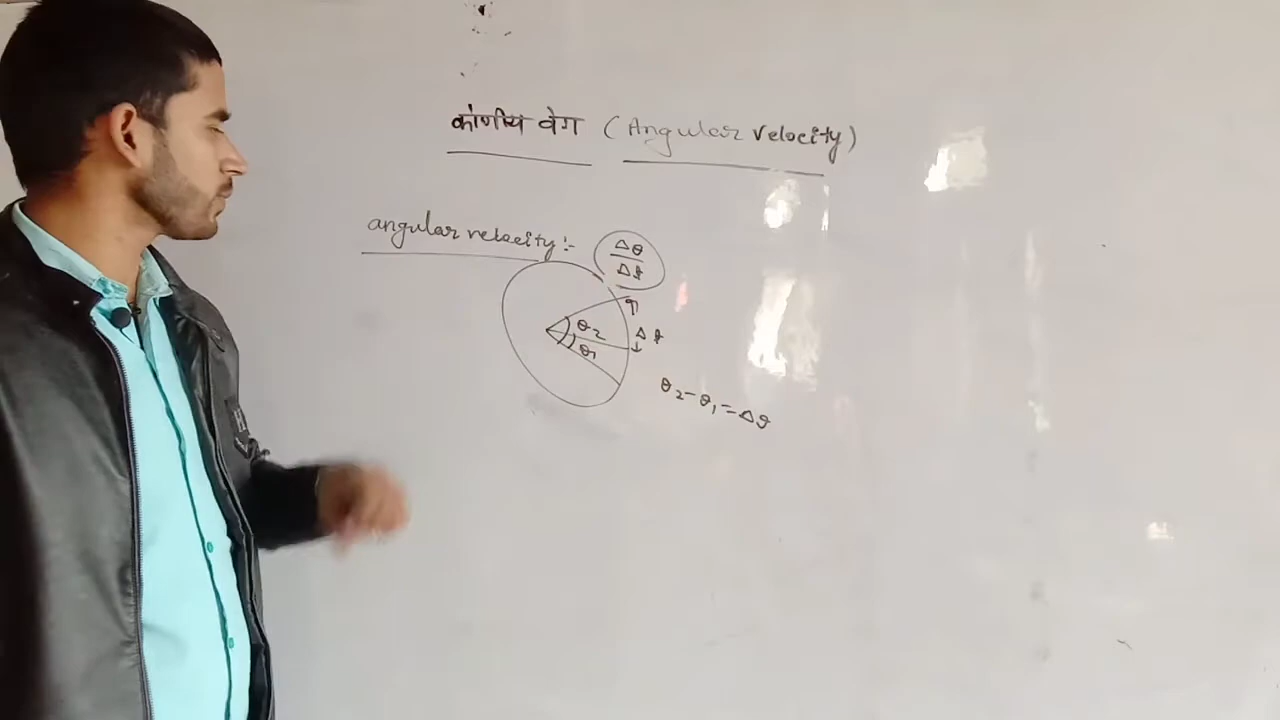 कोणीय वेग (Angular velocity)
angular velocity :- Δθ
Δt
θ2
Δt
θ1
θ2-θ1=Δθ